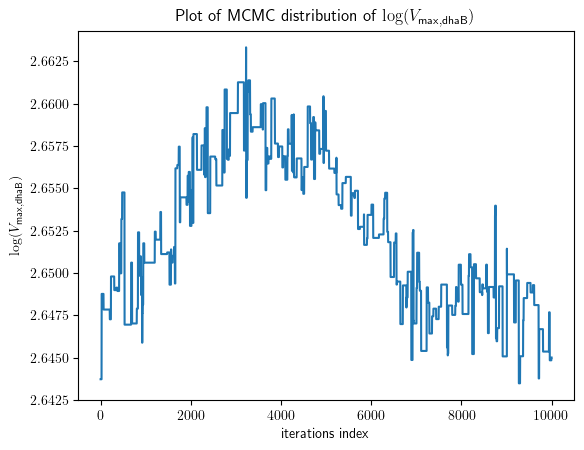 Plot of MCMC distribution of log(V_max,dhaB)
2.6625
2.6600
2.6575
2.6550
2.6525
2.6500
2.6475
2.6450
2.6425
log(V_max,dhaB)
0 2000 4000 6000 8000 10000
iterations index